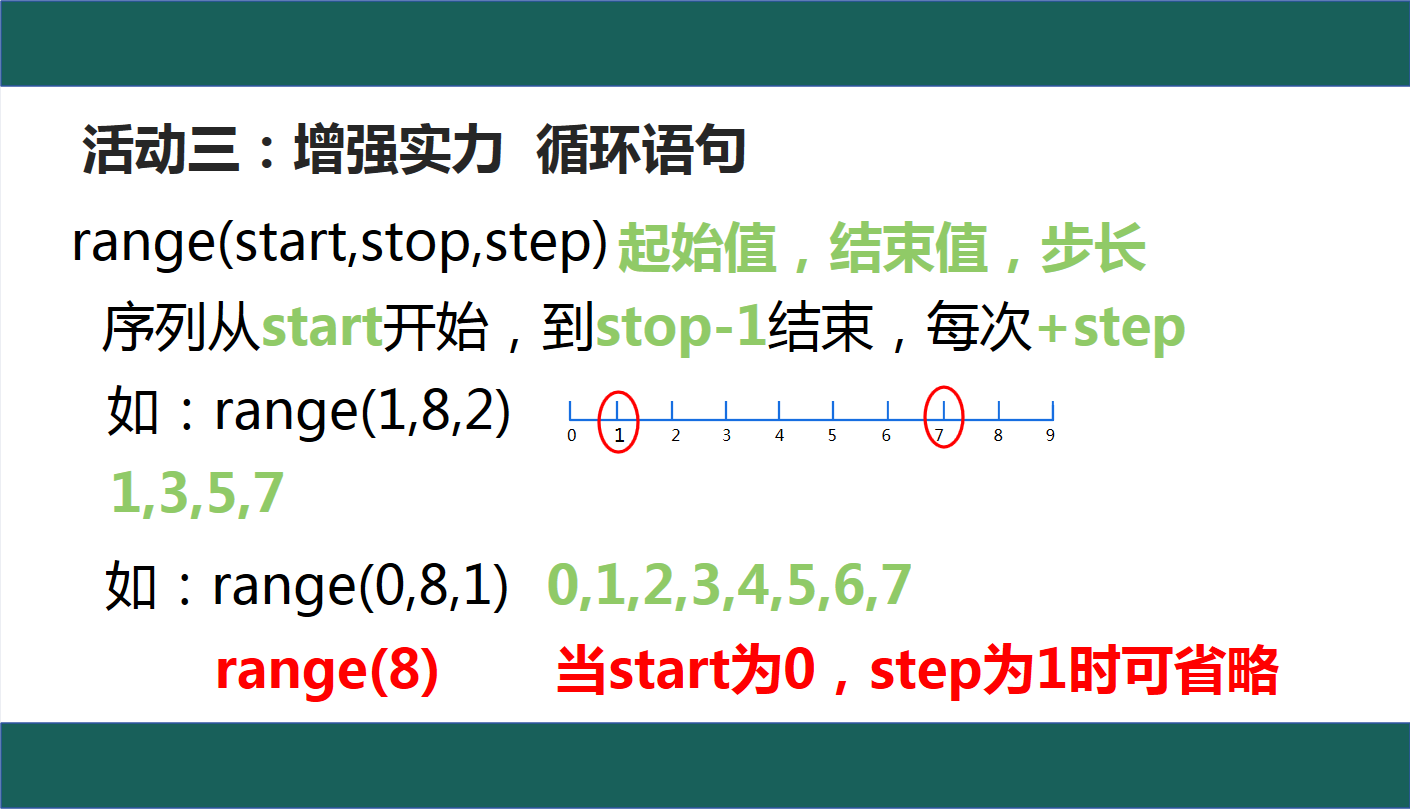 活动三：增强实力 循环语句
range(start,stop,step) 起始值，结束值，步长
序列从start开始，到stop-1结束，每次+step
如：range(1,8,2)
0 1 2 3 4 5 6 7 8 9
1,3,5,7
如：range(0,8,1) 0,1,2,3,4,5,6,7
range(8) 当start为0，step为1时可省略